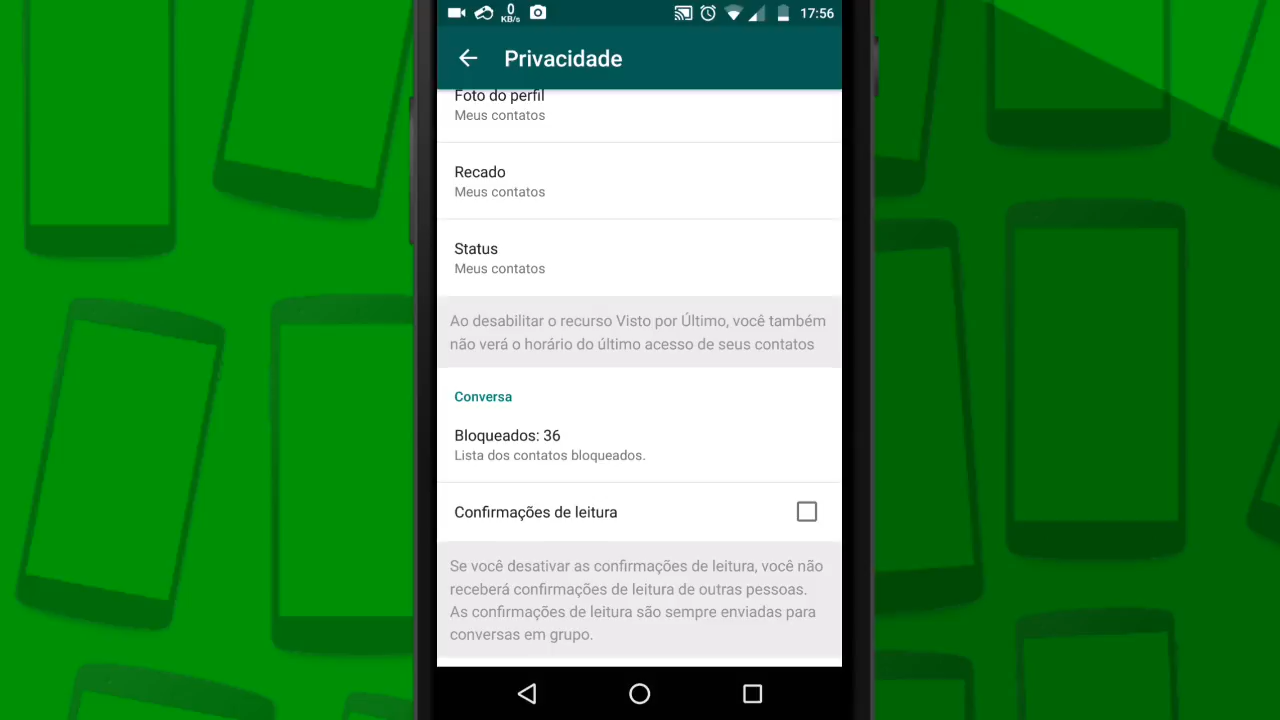 0
KB/s
17:56
Privacidade
Foto do perfil
Meus contatos
Recado
Meus contatos
Status
Meus contatos
Ao desabilitar o recurso Visto por Último, você também
não verá o horário do último acesso de seus contatos
Conversa
Bloqueados: 36
Lista dos contatos bloqueados.
Confirmações de leitura
Se você desativar as confirmações de leitura, você não
receberá confirmações de leitura de outras pessoas.
As confirmações de leitura são sempre enviadas para
conversas em grupo.